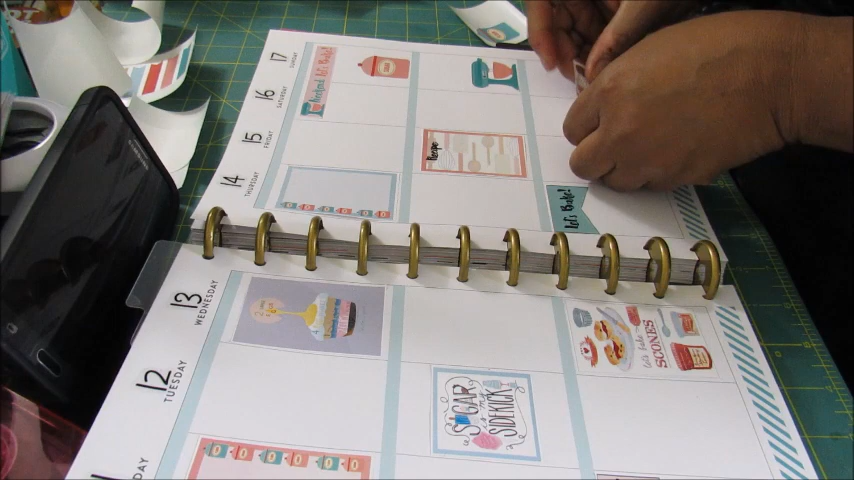 17
SUNDAY
16
SATURDAY
15
FRIDAY
14
THURSDAY
Weekend Let's Bake!
Recipe
Let's Bake!
13
WEDNESDAY
12
TUESDAY
DAY
let's bake
SCONES
SUGAR
is my
SIDEKICK